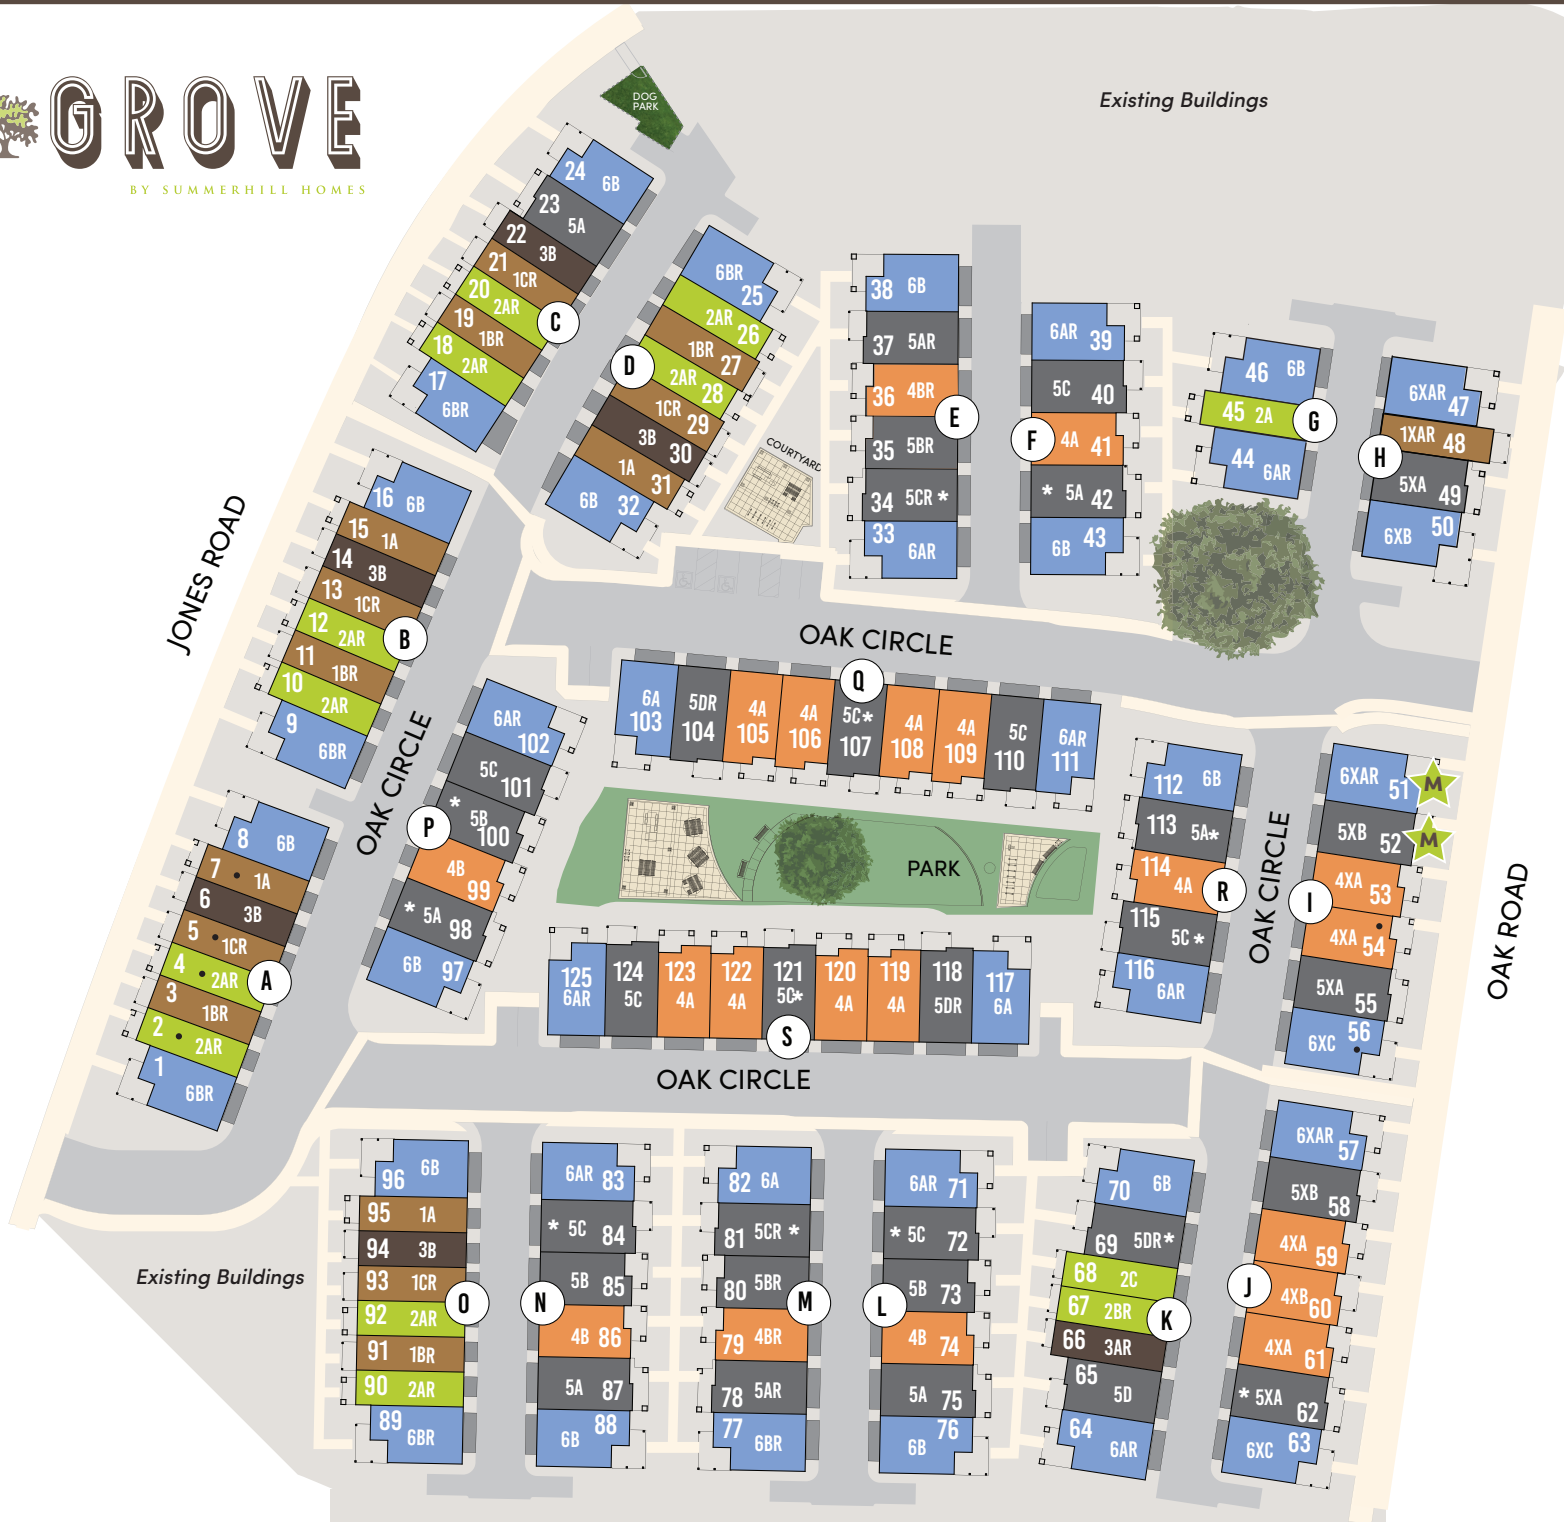 GROVE
BY SUMMERHILL HOMES
DOG
PARK
Existing Buildings
24 6B
23 5A
22 3B
21 1CR
20 2AR
19 1BR
18 2AR
17 6BR
C
6BR 25
2AR 26
1BR 27
2AR 28
1CR 29
3B 30
1A 31
6B 32
D
COURTYARD
38 6B
37 5AR
36 4BR
35 5BR
34 5CR *
33 6AR
E
6AR 39
5C 40
4A 41
* 5A 42
6B 43
F
46 6B
45 2A
44 6AR
G
6XAR 47
1XAR 48
5XA 49
6XB 50
H
JONES ROAD
16 6B
15 1A
14 3B
13 1CR
12 2AR
11 1BR
10 2AR
9 6BR
B
OAK CIRCLE
Q
6A 103
5DR 104
4A 105
4A 106
5C* 107
4A 108
4A 109
5C 110
6AR 111
OAK CIRCLE
6AR 102
5C 101
* 5B 100
4B 99
* 5A 98
6B 97
P
8 6B
7 • 1A
6 3B
5 • 1CR
4 • 2AR
3 1BR
2 • 2AR
1 6BR
A
PARK
112 6B
113 5A*
114 4A
115 5C *
116 6AR
R
OAK CIRCLE
6XAR 51 M
5XB 52 M
4XA 53
4XA 54 •
5XA 55
6XC 56 •
I
OAK ROAD
125 6AR
124 5C
123 4A
122 4A
121 5C*
120 4A
119 4A
118 5DR
117 6A
S
OAK CIRCLE
Existing Buildings
96 6B
95 1A
94 3B
93 1CR
92 2AR
91 1BR
90 2AR
89 6BR
O
6AR 83
* 5C 84
5B 85
4B 86
5A 87
6B 88
N
82 6A
81 5CR *
80 5BR
79 4BR
78 5AR
77 6BR
M
6AR 71
* 5C 72
5B 73
4B 74
5A 75
6B 76
L
70 6B
69 5DR*
68 2C
67 2BR
66 3AR
65 5D
64 6AR
K
6XAR 57
5XB 58
4XA 59
4XB 60
4XA 61
* 5XA 62
6XC 63
J